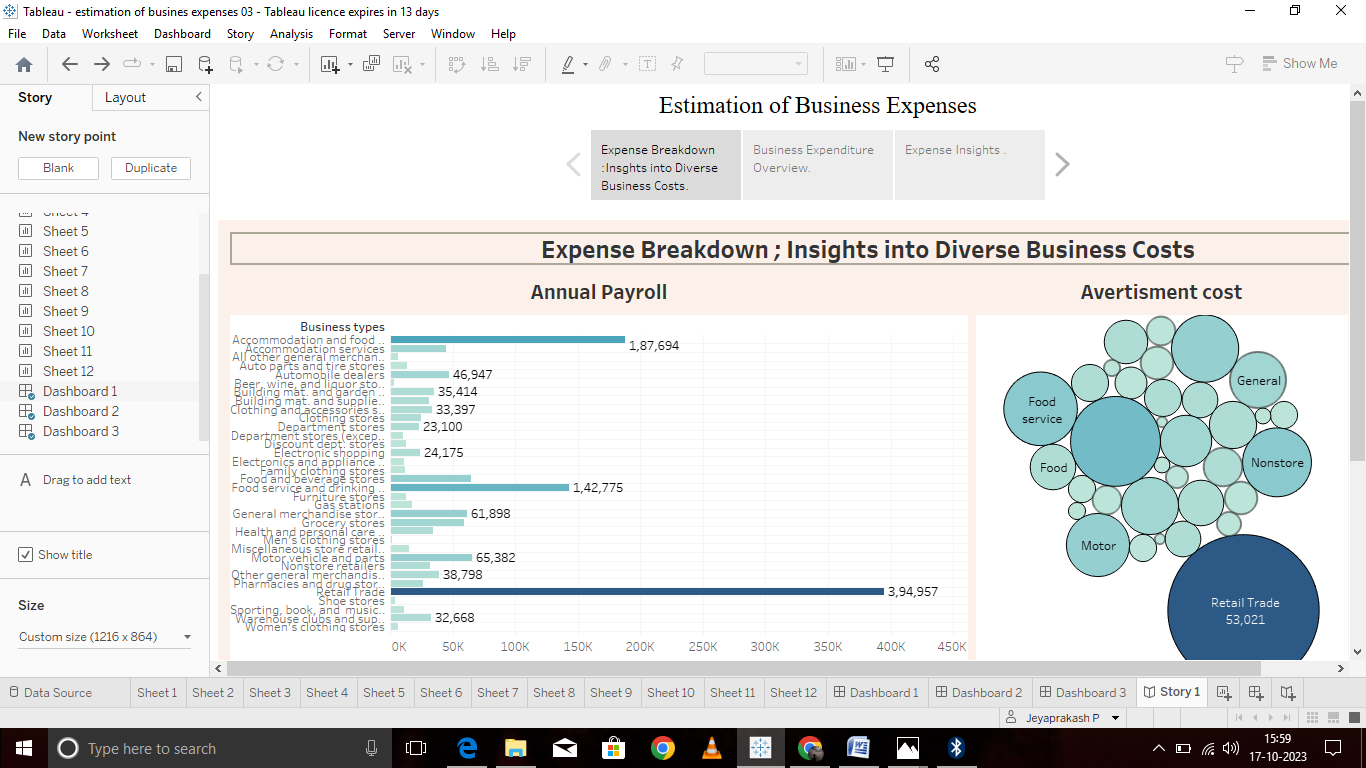 Tableau - estimation of busines expenses 03 - Tableau licence expires in 13 days
File Data Worksheet Dashboard Story Analysis Format Server Window Help
Show Me
Story Layout
New story point
Blank Duplicate
Sheet 4
Sheet 5
Sheet 6
Sheet 7
Sheet 8
Sheet 9
Sheet 10
Sheet 11
Sheet 12
Dashboard 1
Dashboard 2
Dashboard 3
A Drag to add text
Show title
Size
Custom size (1216 x 864)
Estimation of Business Expenses
Expense Breakdown
:Insghts into Diverse
Business Costs.
Business Expenditure
Overview.
Expense Insights .
Expense Breakdown ; Insights into Diverse Business Costs
Annual Payroll
Business types
Accommodation and food ..
1,87,694
Accommodation services
All other general merchan..
Auto parts and tire stores
Automobile dealers
46,947
Beer, wine, and liquor sto..
Building mat. and garden ..
35,414
Building mat. and supplie..
Clothing and accessories s..
33,397
Clothing stores
Department stores
23,100
Department stores (excep..
Discount dept. stores
Electronic shopping
24,175
Electronics and appliance ..
Family clothing stores
Food and beverage stores
Food service and drinking ..
1,42,775
Furniture stores
Gas stations
General merchandise stor..
61,898
Grocery stores
Health and personal care ..
Men's clothing stores
Miscellaneous store retail..
Motor vehicle and parts
65,382
Nonstore retailers
Other general merchandis..
38,798
Pharmacies and drug stor..
Retail Trade
3,94,957
Shoe stores
Sporting, book, and music..
Warehouse clubs and sup..
32,668
Women's clothing stores
0K 50K 100K 150K 200K 250K 300K 350K 400K 450K
Avertisment cost
General
Food
service
Food
Nonstore
Motor
Retail Trade
53,021
Data Source Sheet 1 Sheet 2 Sheet 3 Sheet 4 Sheet 5 Sheet 6 Sheet 7 Sheet 8 Sheet 9 Sheet 10 Sheet 11 Sheet 12 Dashboard 1 Dashboard 2 Dashboard 3 Story 1
Jeyaprakash P
Type here to search
15:59
17-10-2023